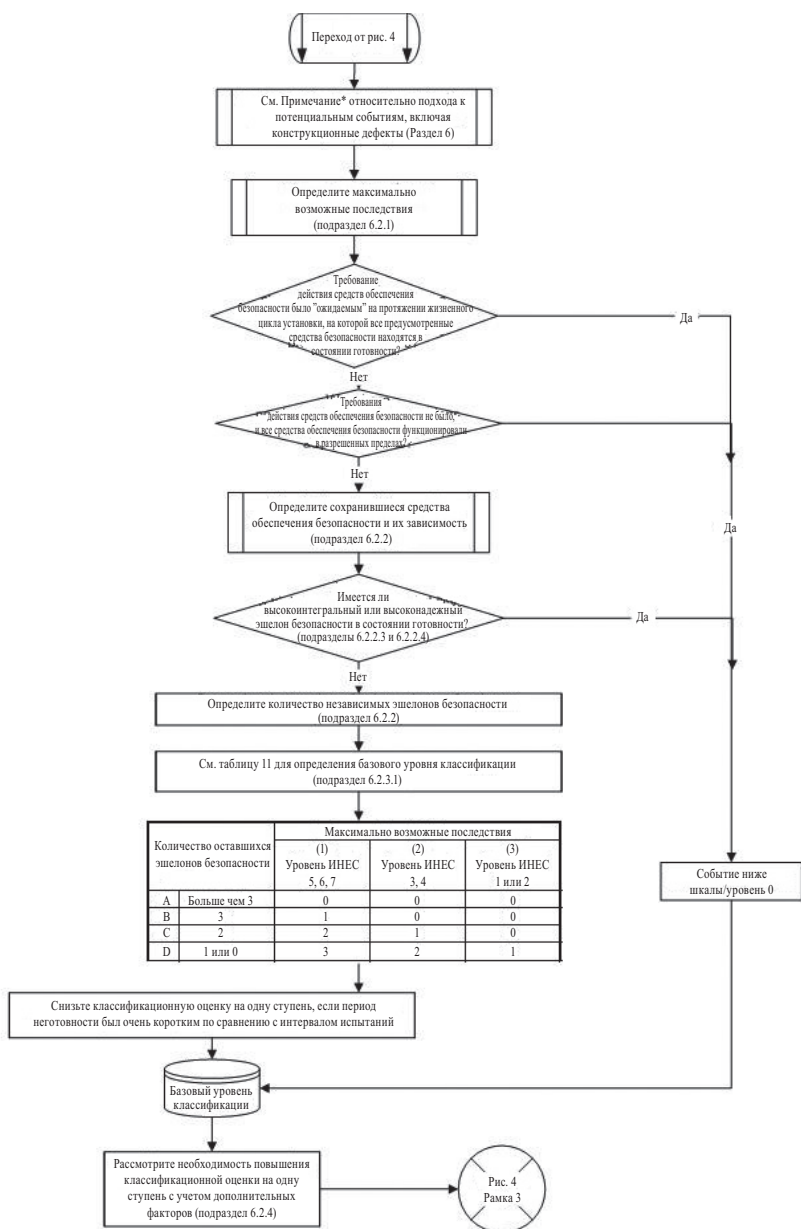 Переход от рис. 4
См. Примечание* относительно подхода к
потенциальным событиям, включая
конструкционные дефекты (Раздел 6)
Определите максимально
возможные последствия
(подраздел 6.2.1)
Требование
действия средств обеспечения
безопасности было "ожидаемым" на протяжении жизненного
цикла установки, на которой все предусмотренные
средства безопасности находятся в
состоянии готовности?
Да
Нет
Требования
действия средств обеспечения безопасности не было,
и все средства обеспечения безопасности функционировали
в разрешенных пределах?
Нет
Да
Определите сохранившиеся средства
обеспечения безопасности и их зависимость
(подраздел 6.2.2)
Имеется ли
высокоинтегральный или высоконадежный
эшелон безопасности в состоянии готовности?
(подразделы 6.2.2.3 и 6.2.2.4)
Да
Нет
Определите количество независимых эшелонов безопасности
(подраздел 6.2.2)
См. таблицу 11 для определения базового уровня классификации
(подраздел 6.2.3.1)
Количество оставшихся
эшелонов безопасности
Максимально возможные последствия
(1) (2) (3)
Уровень ИНЕС Уровень ИНЕС Уровень ИНЕС
5, 6, 7 3, 4 1 или 2
A Больше чем 3 0 0 0
B 3 1 0 0
C 2 2 1 0
D 1 или 0 3 2 1
Событие ниже
шкалы/уровень 0
Снизьте классификационную оценку на одну ступень, если период
неготовности был очень коротким по сравнению с интервалом испытаний
Базовый уровень
классификации
Рассмотрите необходимость повышения
классификационной оценки на одну
ступень с учетом дополнительных
факторов (подраздел 6.2.4)
Рис. 4
Рамка 3